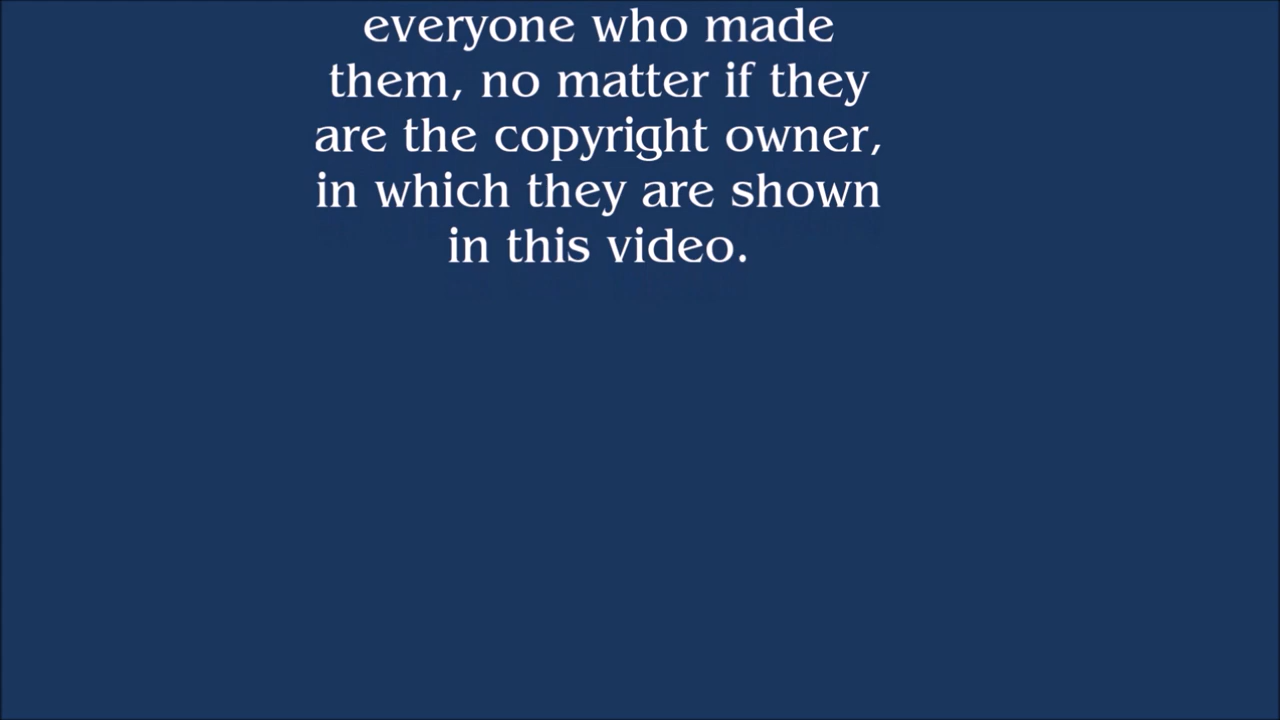 everyone who made
them, no matter if they
are the copyright owner,
in which they are shown
in this video.